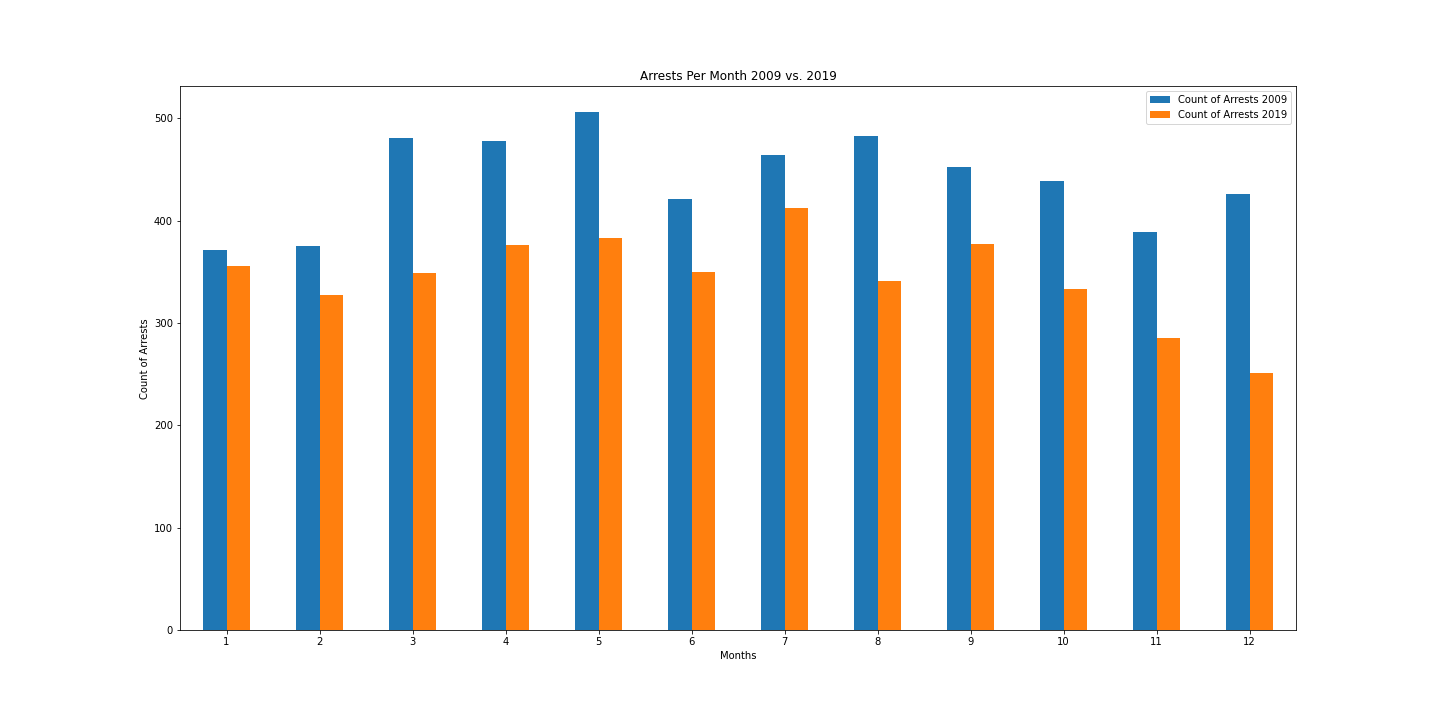 Arrests Per Month 2009 vs. 2019
Count of Arrests 2009
Count of Arrests 2019
500
400
300
200
100
0
Count of Arrests
1 2 3 4 5 6 7 8 9 10 11 12
Months